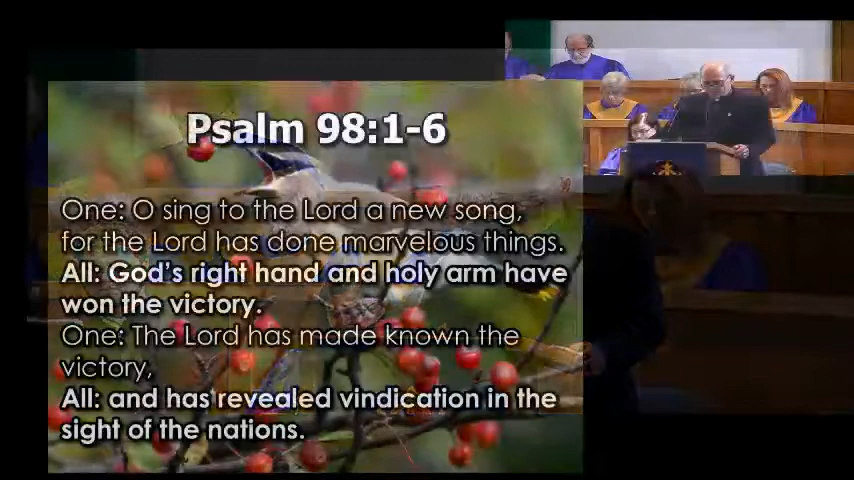 Psalm 98:1-6
One: O sing to the Lord a new song,
for the Lord has done marvelous things.
All: God's right hand and holy arm have
won the victory.
One: The Lord has made known the
victory,
All: and has revealed vindication in the
sight of the nations.